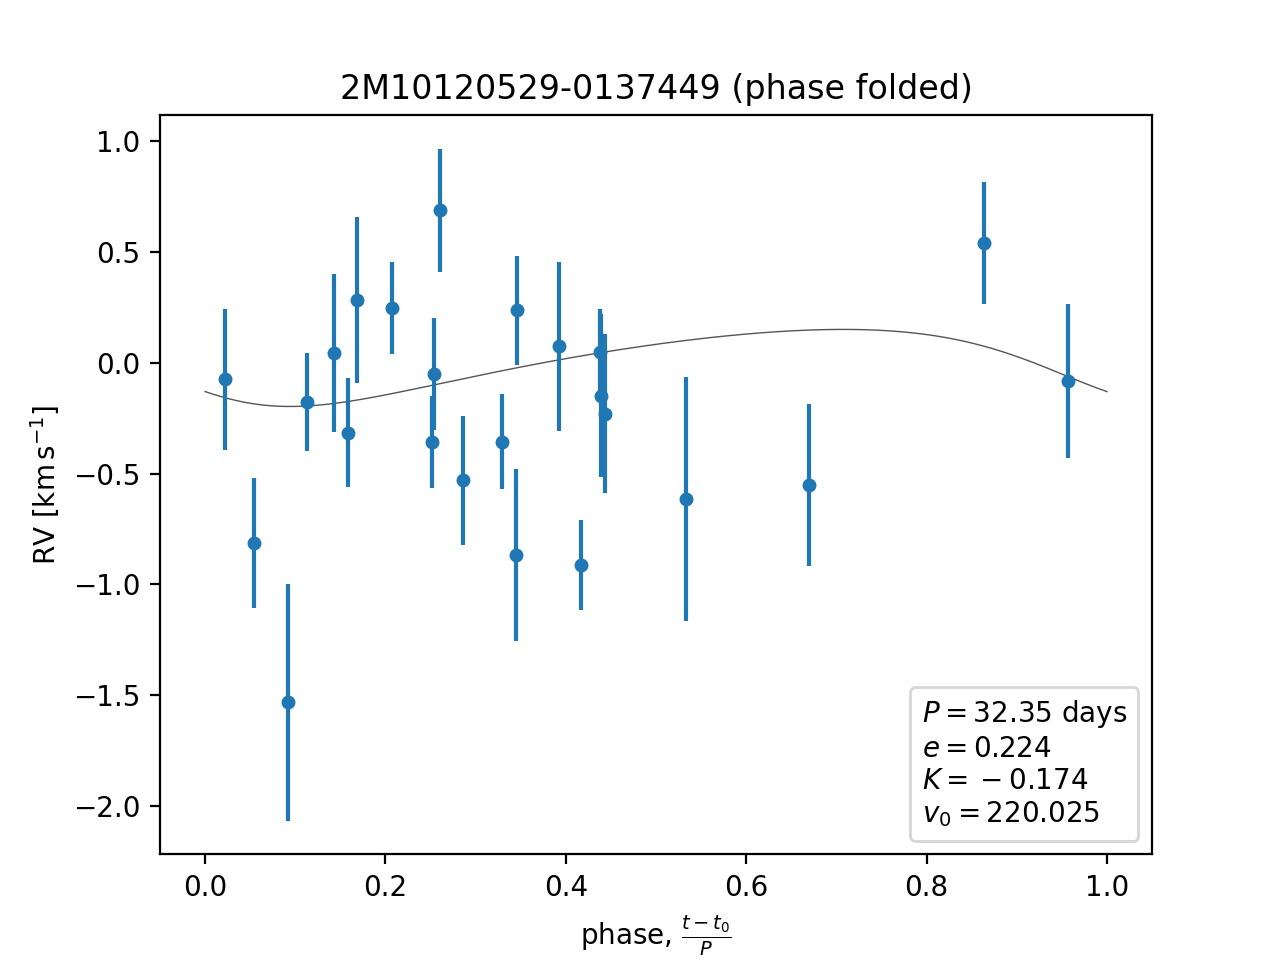 2M10120529-0137449 (phase folded)
1.0
0.5
0.0
−0.5
−1.0
−1.5
−2.0
RV [km s⁻¹]
P = 32.35 days
e = 0.224
K = −0.174
v₀ = 220.025
0.0 0.2 0.4 0.6 0.8 1.0
phase, (t − t₀)/P